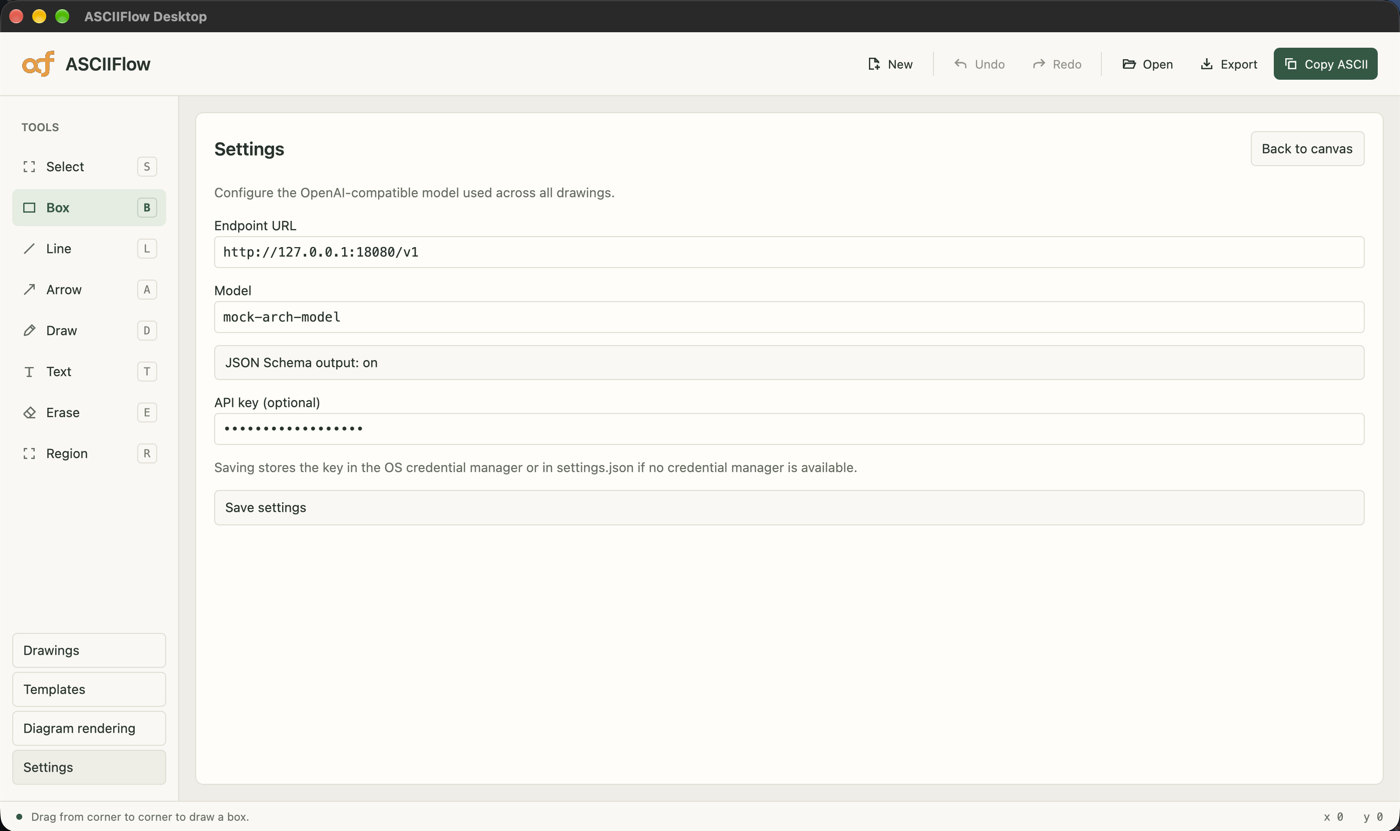 ASCIIFlow Desktop
ASCIIFlow
New
Undo
Redo
Open
Export
Copy ASCII
TOOLS
Select S
Box B
Line L
Arrow A
Draw D
Text T
Erase E
Region R
Drawings
Templates
Diagram rendering
Settings
Settings
Back to canvas
Configure the OpenAI-compatible model used across all drawings.
Endpoint URL
http://127.0.0.1:18080/v1
Model
mock-arch-model
JSON Schema output: on
API key (optional)
••••••••••••••••••
Saving stores the key in the OS credential manager or in settings.json if no credential manager is available.
Save settings
Drag from corner to corner to draw a box.
x 0 y 0